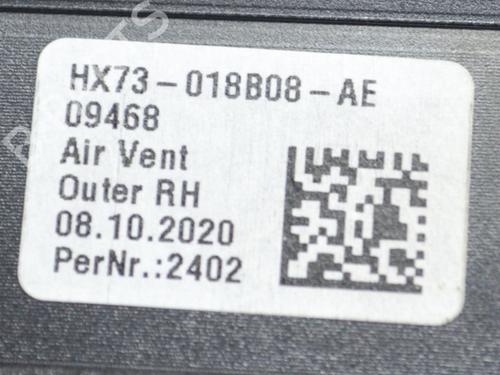 HX73-018B08-AE
09468
Air Vent
Outer RH
08.10.2020
PerNr.:2402